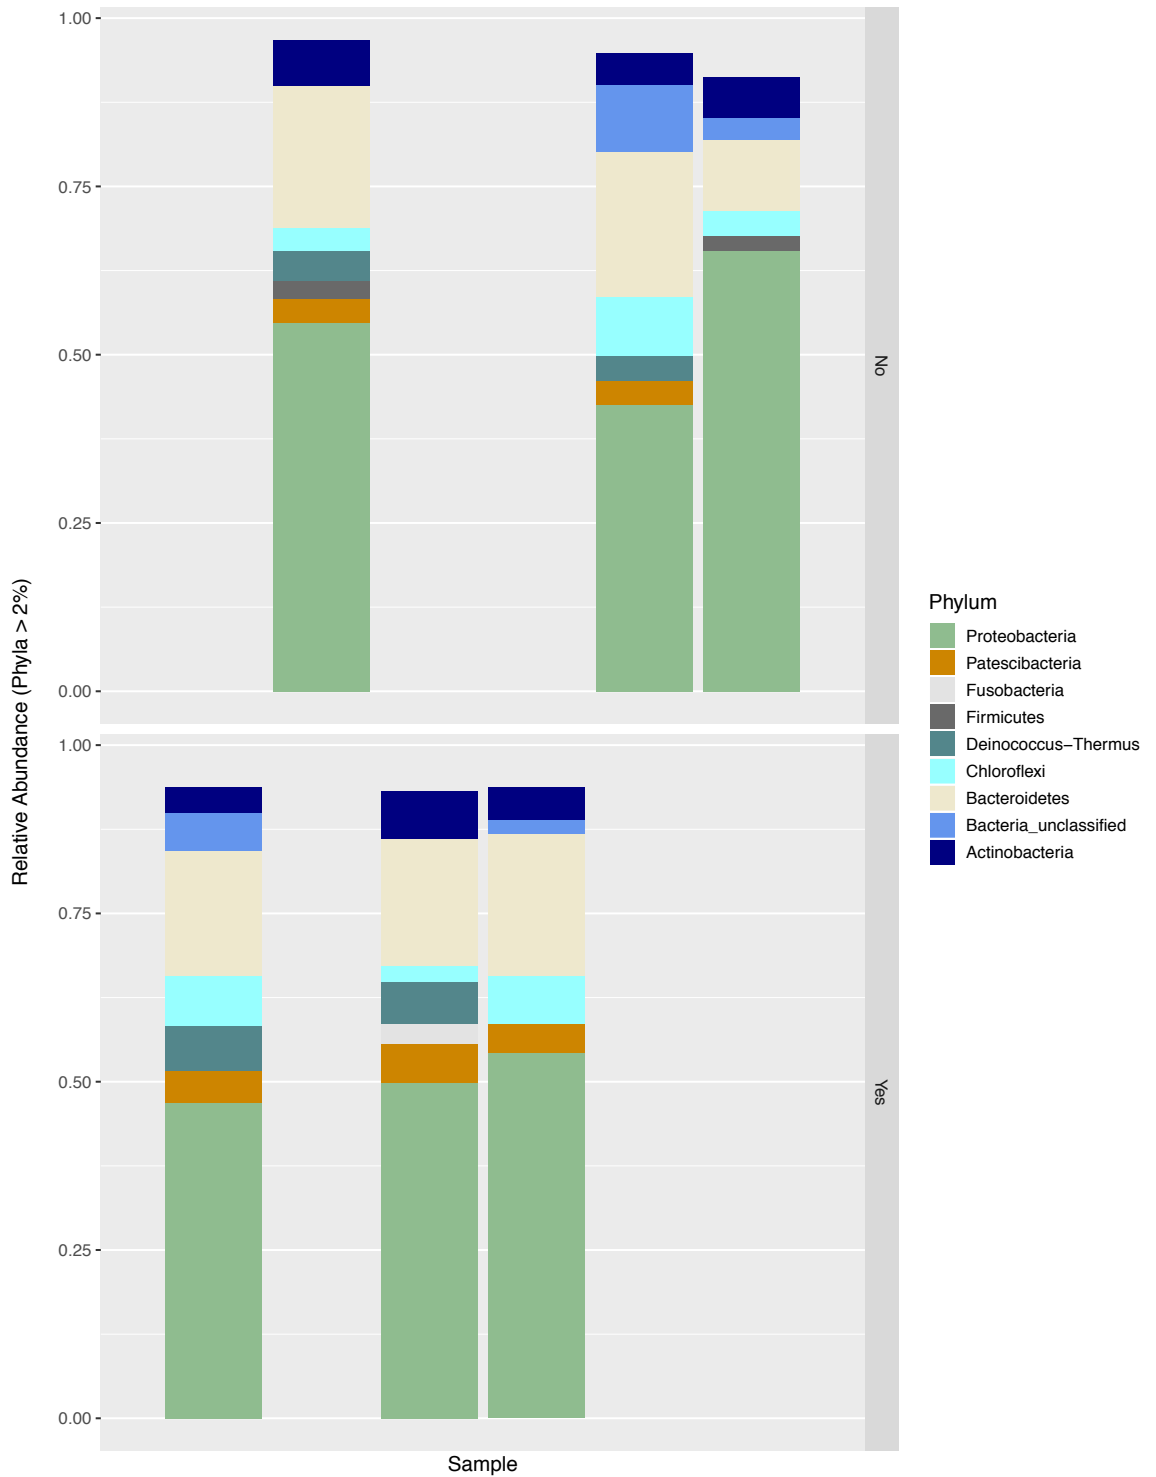 Relative Abundance (Phyla > 2%)
1.00
0.75
0.50
0.25
0.00
No
1.00
0.75
0.50
0.25
0.00
Yes
Sample
Phylum
Proteobacteria
Patescibacteria
Fusobacteria
Firmicutes
Deinococcus−Thermus
Chloroflexi
Bacteroidetes
Bacteria_unclassified
Actinobacteria